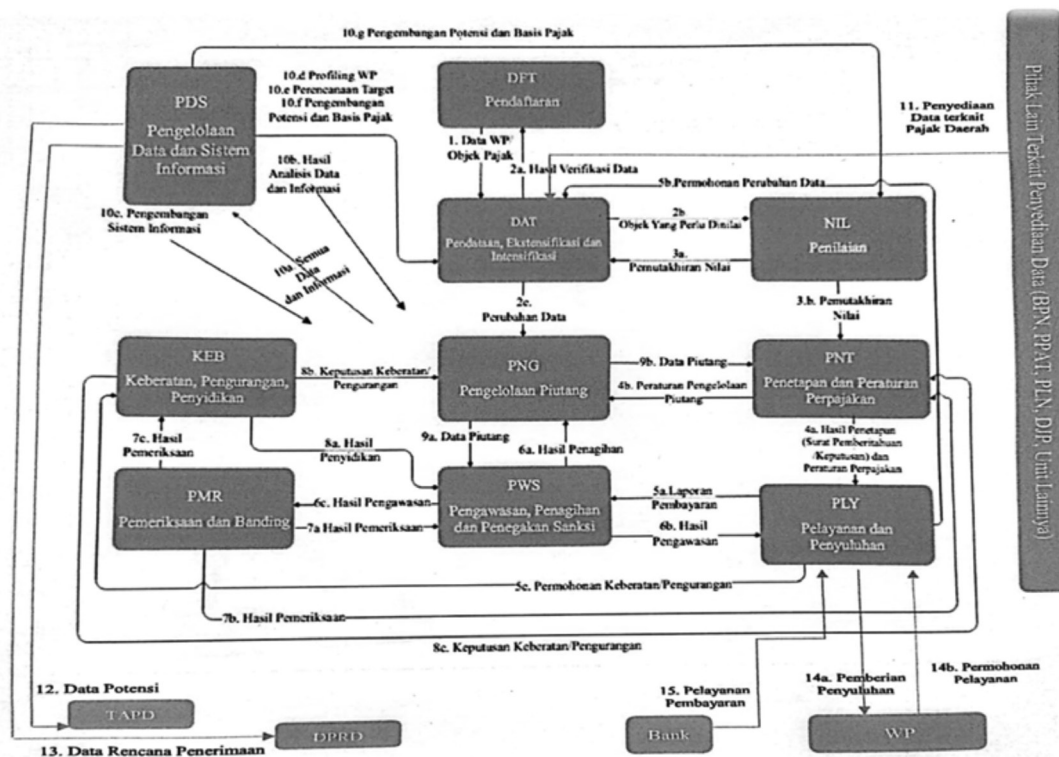 10.g Pengembangan Potensi dan Basis Pajak
PDS
Pengelolaan
Data dan Sistem
Informasi
10.d Profiling WP
10.e Perencanaan Target
10.f Pengembangan
Potensi dan Basis Pajak
DFT
Pendaftaran
11. Penyediaan
Data terkait
Pajak Daerah
Pihak Lain Terkait Penyediaan Data (BPN, PPAT, PLN, DJP, Unit Lainnya)
1. Data WP/
Objek Pajak
2a. Hasil Verifikasi Data
10b. Hasil
Analisis Data
dan Informasi
5b.Permohonan Perubahan Data
10c. Pengembangan
Sistem Informasi
DAT
Pendataan, Ekstensifikasi dan
Intensifikasi
2b.
Objek Yang Perlu Dinilai
3a.
Pemutakhiran Nilai
NIL
Penilaian
10a. Semua
Data
dan Informasi
2c.
Perubahan Data
3.b. Pemutakhiran
Nilai
KEB
Keberatan, Pengurangan,
Penyidikan
8b. Keputusan Keberatan/
Pengurangan
PNG
Pengelolaan Piutang
9b. Data Piutang
4b. Peraturan Pengelolaan
Piutang
PNT
Penetapan dan Peraturan
Perpajakan
7c. Hasil
Pemeriksaan
8a. Hasil
Penyidikan
9a. Data Piutang
6a. Hasil Penagihan
4a. Hasil Penetapan
(Surat Pemberitahuan
/Keputusan) dan
Peraturan Perpajakan
PMR
Pemeriksaan dan Banding
6c. Hasil Pengawasan
7a Hasil Pemeriksaan
PWS
Pengawasan, Penagihan
dan Penegakan Sanksi
5a.Laporan
Pembayaran
6b. Hasil
Pengawasan
PLY
Pelayanan dan
Penyuluhan
5c. Permohonan Keberatan/Pengurangan
7b. Hasil Pemeriksaan
8c. Keputusan Keberatan/Pengurangan
12. Data Potensi
TAPD
13. Data Rencana Penerimaan
DPRD
15. Pelayanan
Pembayaran
Bank
14a. Pemberian
Penyuluhan
14b. Permohonan
Pelayanan
WP